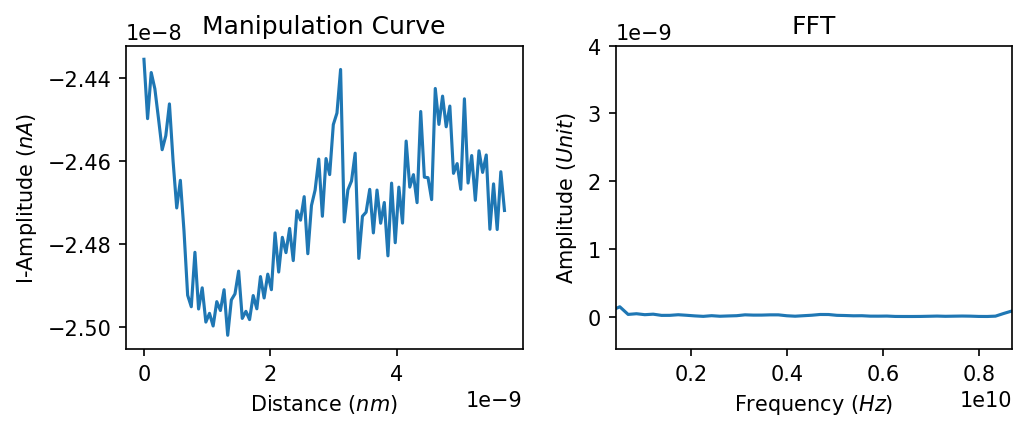 Manipulation Curve
1e−8
−2.44
−2.46
−2.48
−2.50
I-Amplitude (nA)
0 2 4
1e−9
Distance (nm)
FFT
1e−9
4
3
2
1
0
Amplitude (Unit)
0.2 0.4 0.6 0.8
1e10
Frequency (Hz)